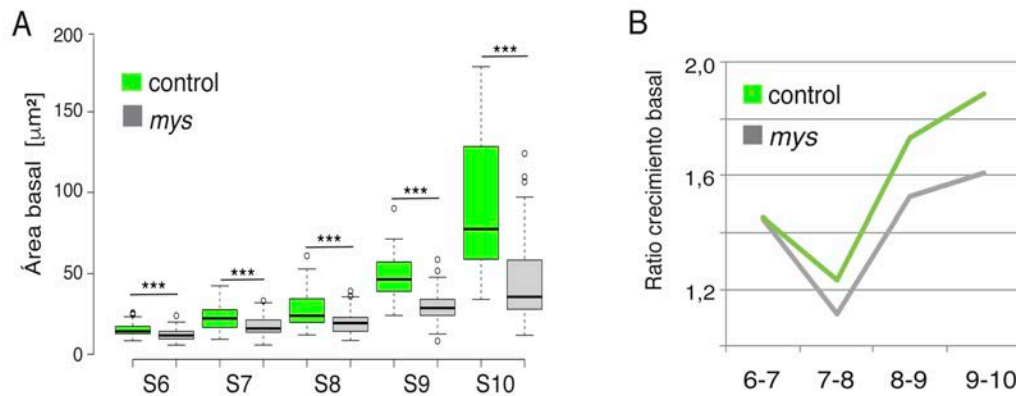 A
Área basal [µm²]
200
150
100
50
0
control
mys
***
***
***
***
***
S6
S7
S8
S9
S10
B
Ratio crecimiento basal
2,0
1,6
1,2
control
mys
6-7
7-8
8-9
9-10